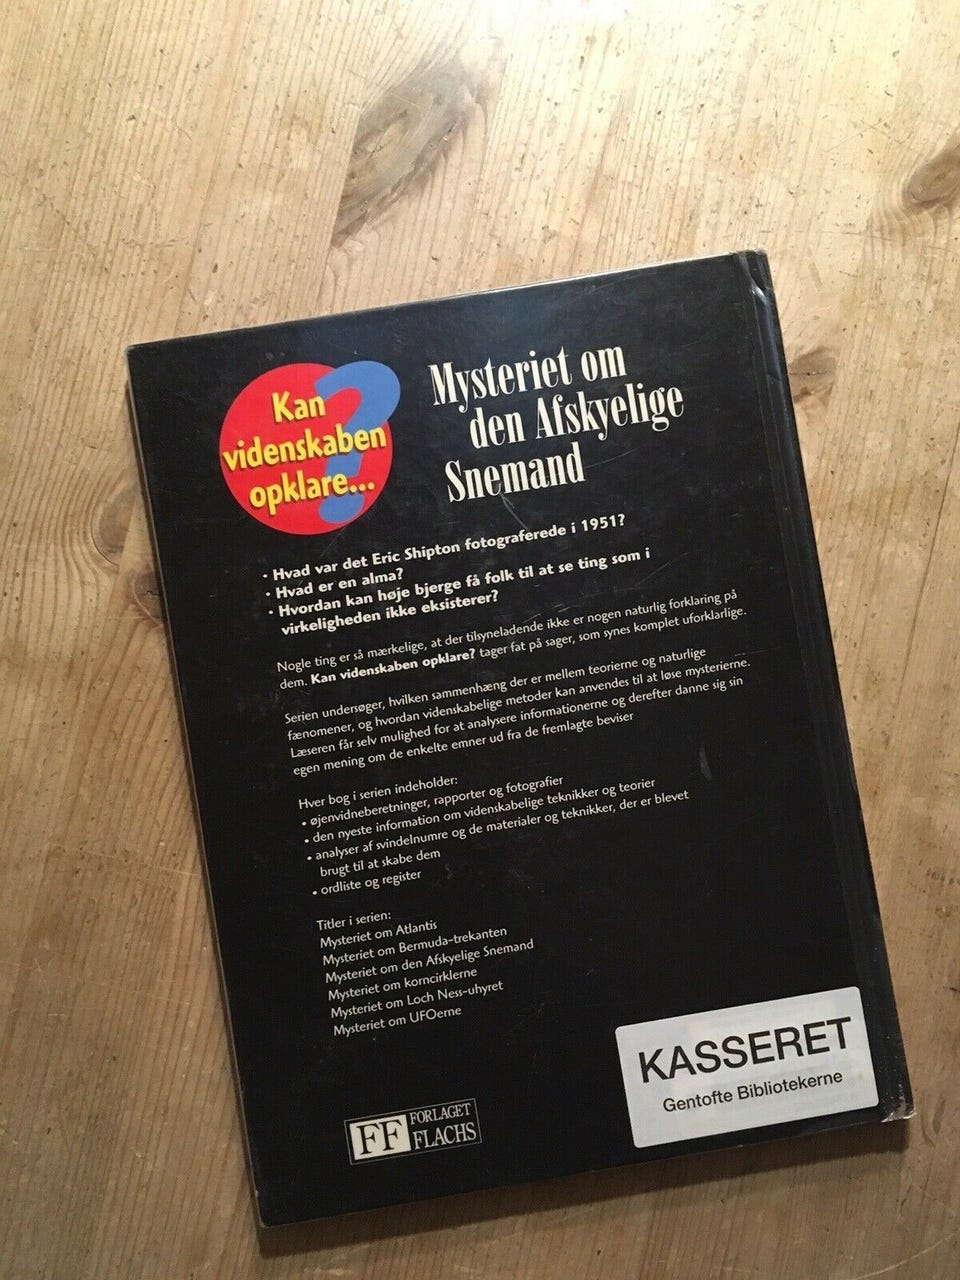 Kan
videnskaben
opklare...
?
Mysteriet om
den Afskyelige
Snemand
• Hvad var det Eric Shipton fotograferede i 1951?
• Hvad er en alma?
• Hvordan kan høje bjerge få folk til at se ting som i
virkeligheden ikke eksisterer?
Nogle ting er så mærkelige, at der tilsyneladende ikke er nogen naturlig forklaring på
dem. Kan videnskaben opklare? tager fat på sager, som synes komplet uforklarlige.
Serien undersøger, hvilken sammenhæng der er mellem teorierne og naturlige
fænomener, og hvordan videnskabelige metoder kan anvendes til at løse mysterierne.
Læseren får selv mulighed for at analysere informationerne og derefter danne sig sin
egen mening om de enkelte emner ud fra de fremlagte beviser
Hver bog i serien indeholder:
• øjenvidneberetninger, rapporter og fotografier
• den nyeste information om videnskabelige teknikker og teorier
• analyser af svindelnumre og de materialer og teknikker, der er blevet
brugt til at skabe dem
• ordliste og register
Titler i serien:
Mysteriet om Atlantis
Mysteriet om Bermuda-trekanten
Mysteriet om den Afskyelige Snemand
Mysteriet om korncirklerne
Mysteriet om Loch Ness-uhyret
Mysteriet om UFOerne
KASSERET
Gentofte Bibliotekerne
FF FORLAGET
FLACHS